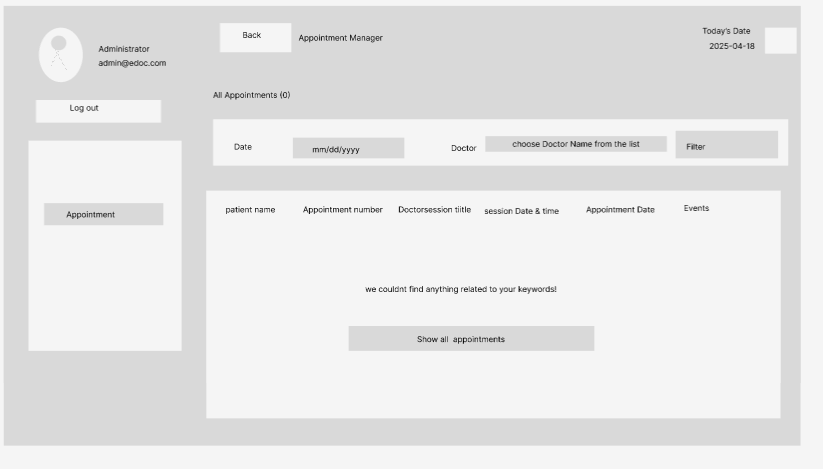 Administrator
admin@edoc.com
Log out
Appointment
Back
Appointment Manager
Today's Date
2025-04-18
All Appointments (0)
Date
mm/dd/yyyy
Doctor
choose Doctor Name from the list
Filter
patient name
Appointment number
Doctorsession tiitle
session Date & time
Appointment Date
Events
we couldnt find anything related to your keywords!
Show all appointments